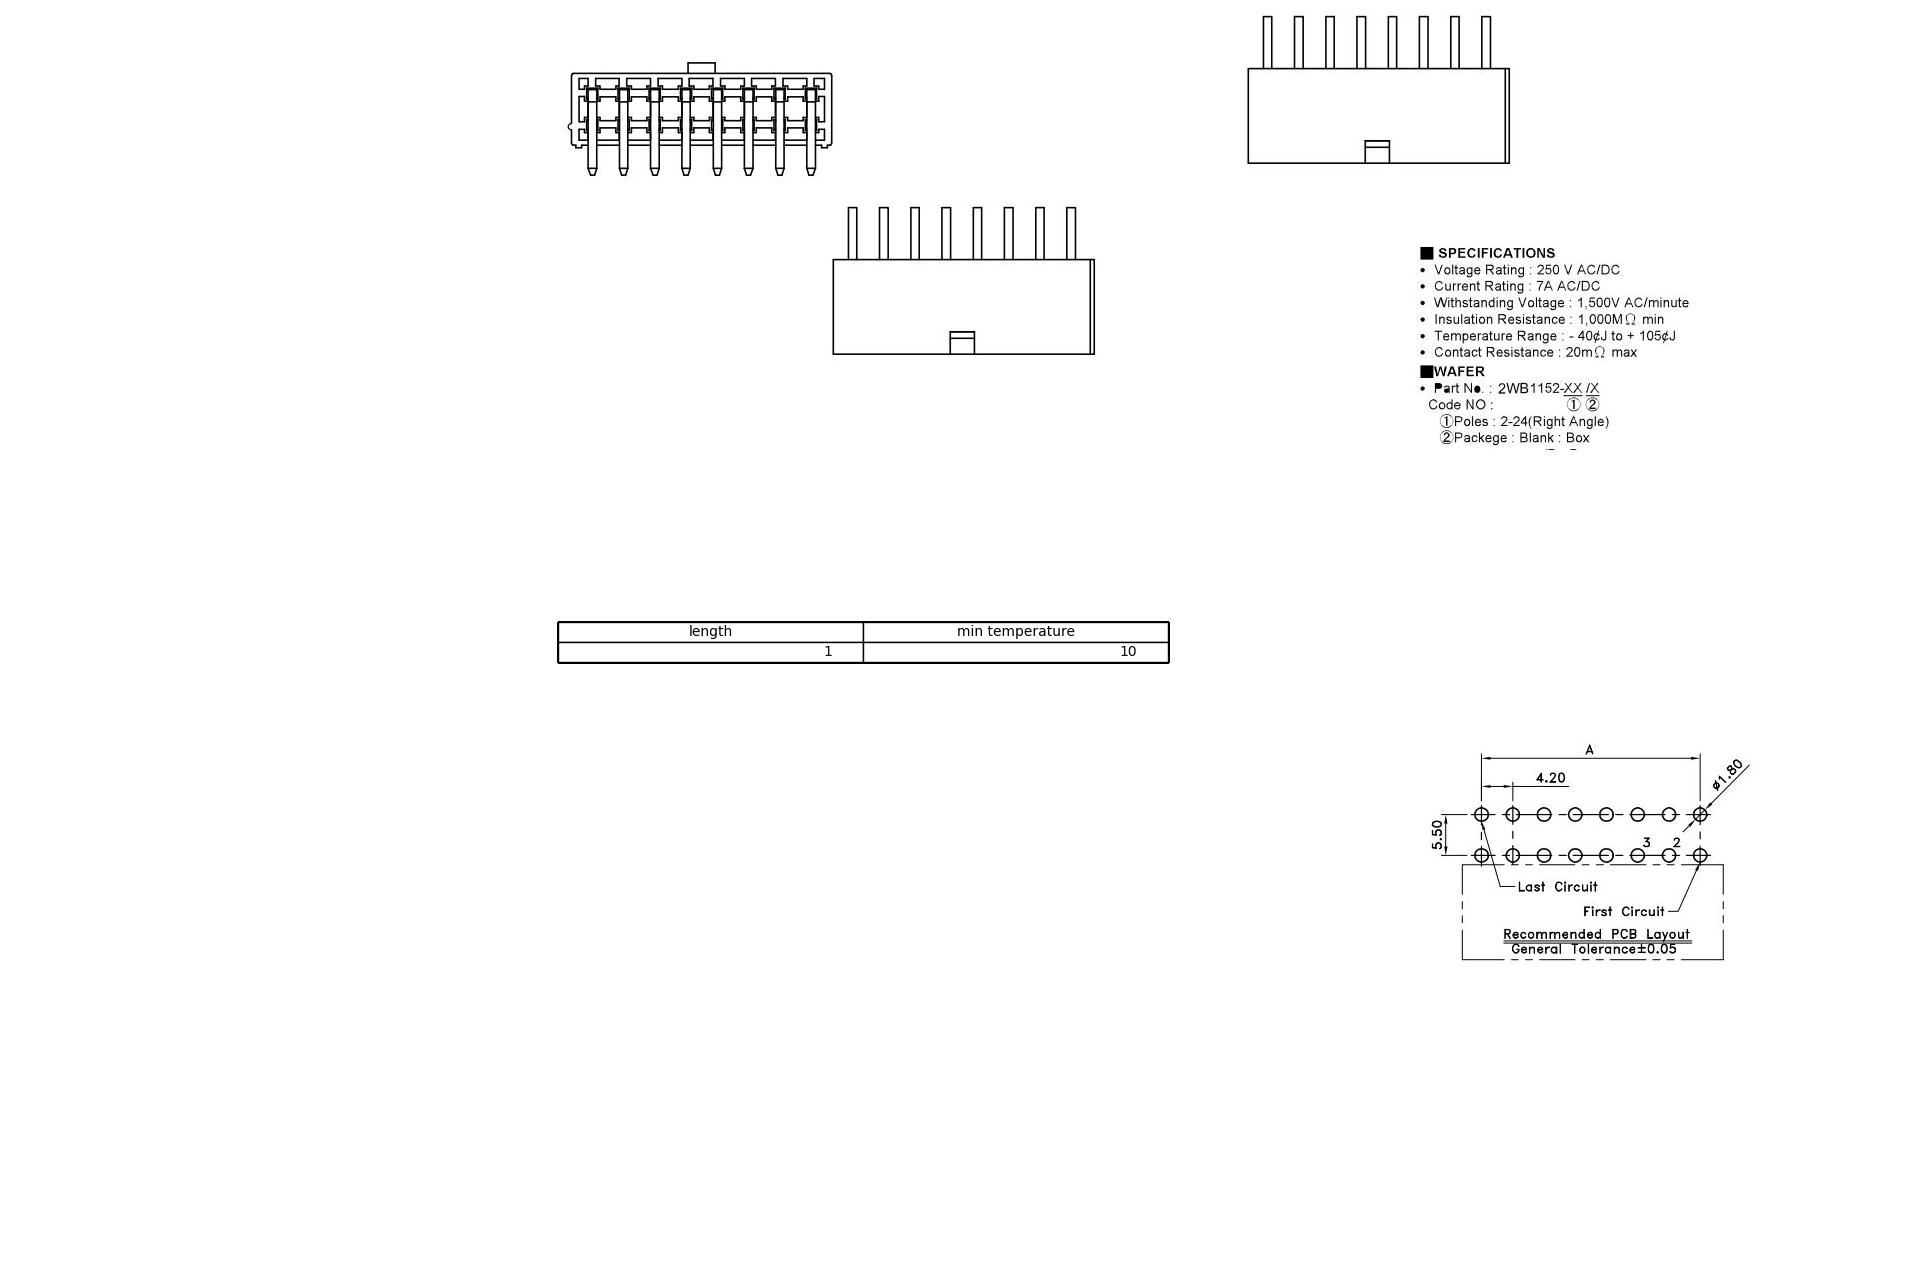 ■ SPECIFICATIONS
• Voltage Rating : 250 V AC/DC
• Current Rating : 7A AC/DC
• Withstanding Voltage : 1,500V AC/minute
• Insulation Resistance : 1,000MΩ min
• Temperature Range : - 40¢J to + 105¢J
• Contact Resistance : 20mΩ max
■WAFER
• Part No. : 2WB1152-XX /X
Code NO : ① ②
①Poles : 2-24(Right Angle)
②Packege : Blank : Box
length min temperature
1 10
A
4.20
ø1.80
5.50
3 2
Last Circuit
First Circuit
Recommended PCB Layout
General Tolerance±0.05